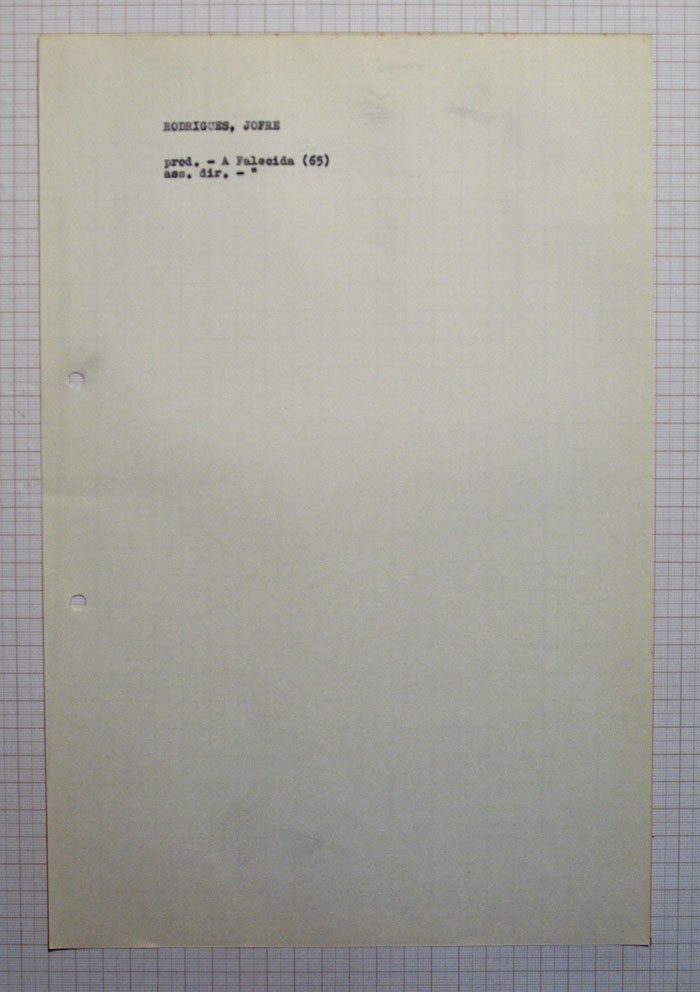 RODRIGUES, JOFRE
prod. - A Falecida (65)
ass. dir. - "